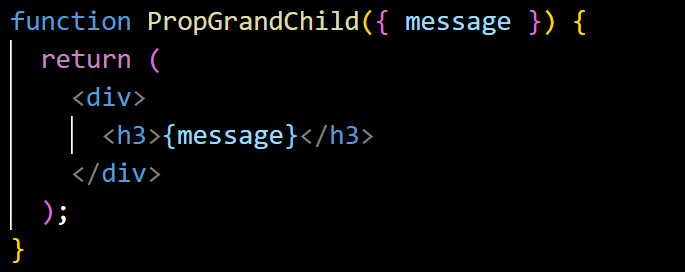 function PropGrandChild({ message }) {
  return (
    <div>
      <h3>{message}</h3>
    </div>
  );
}